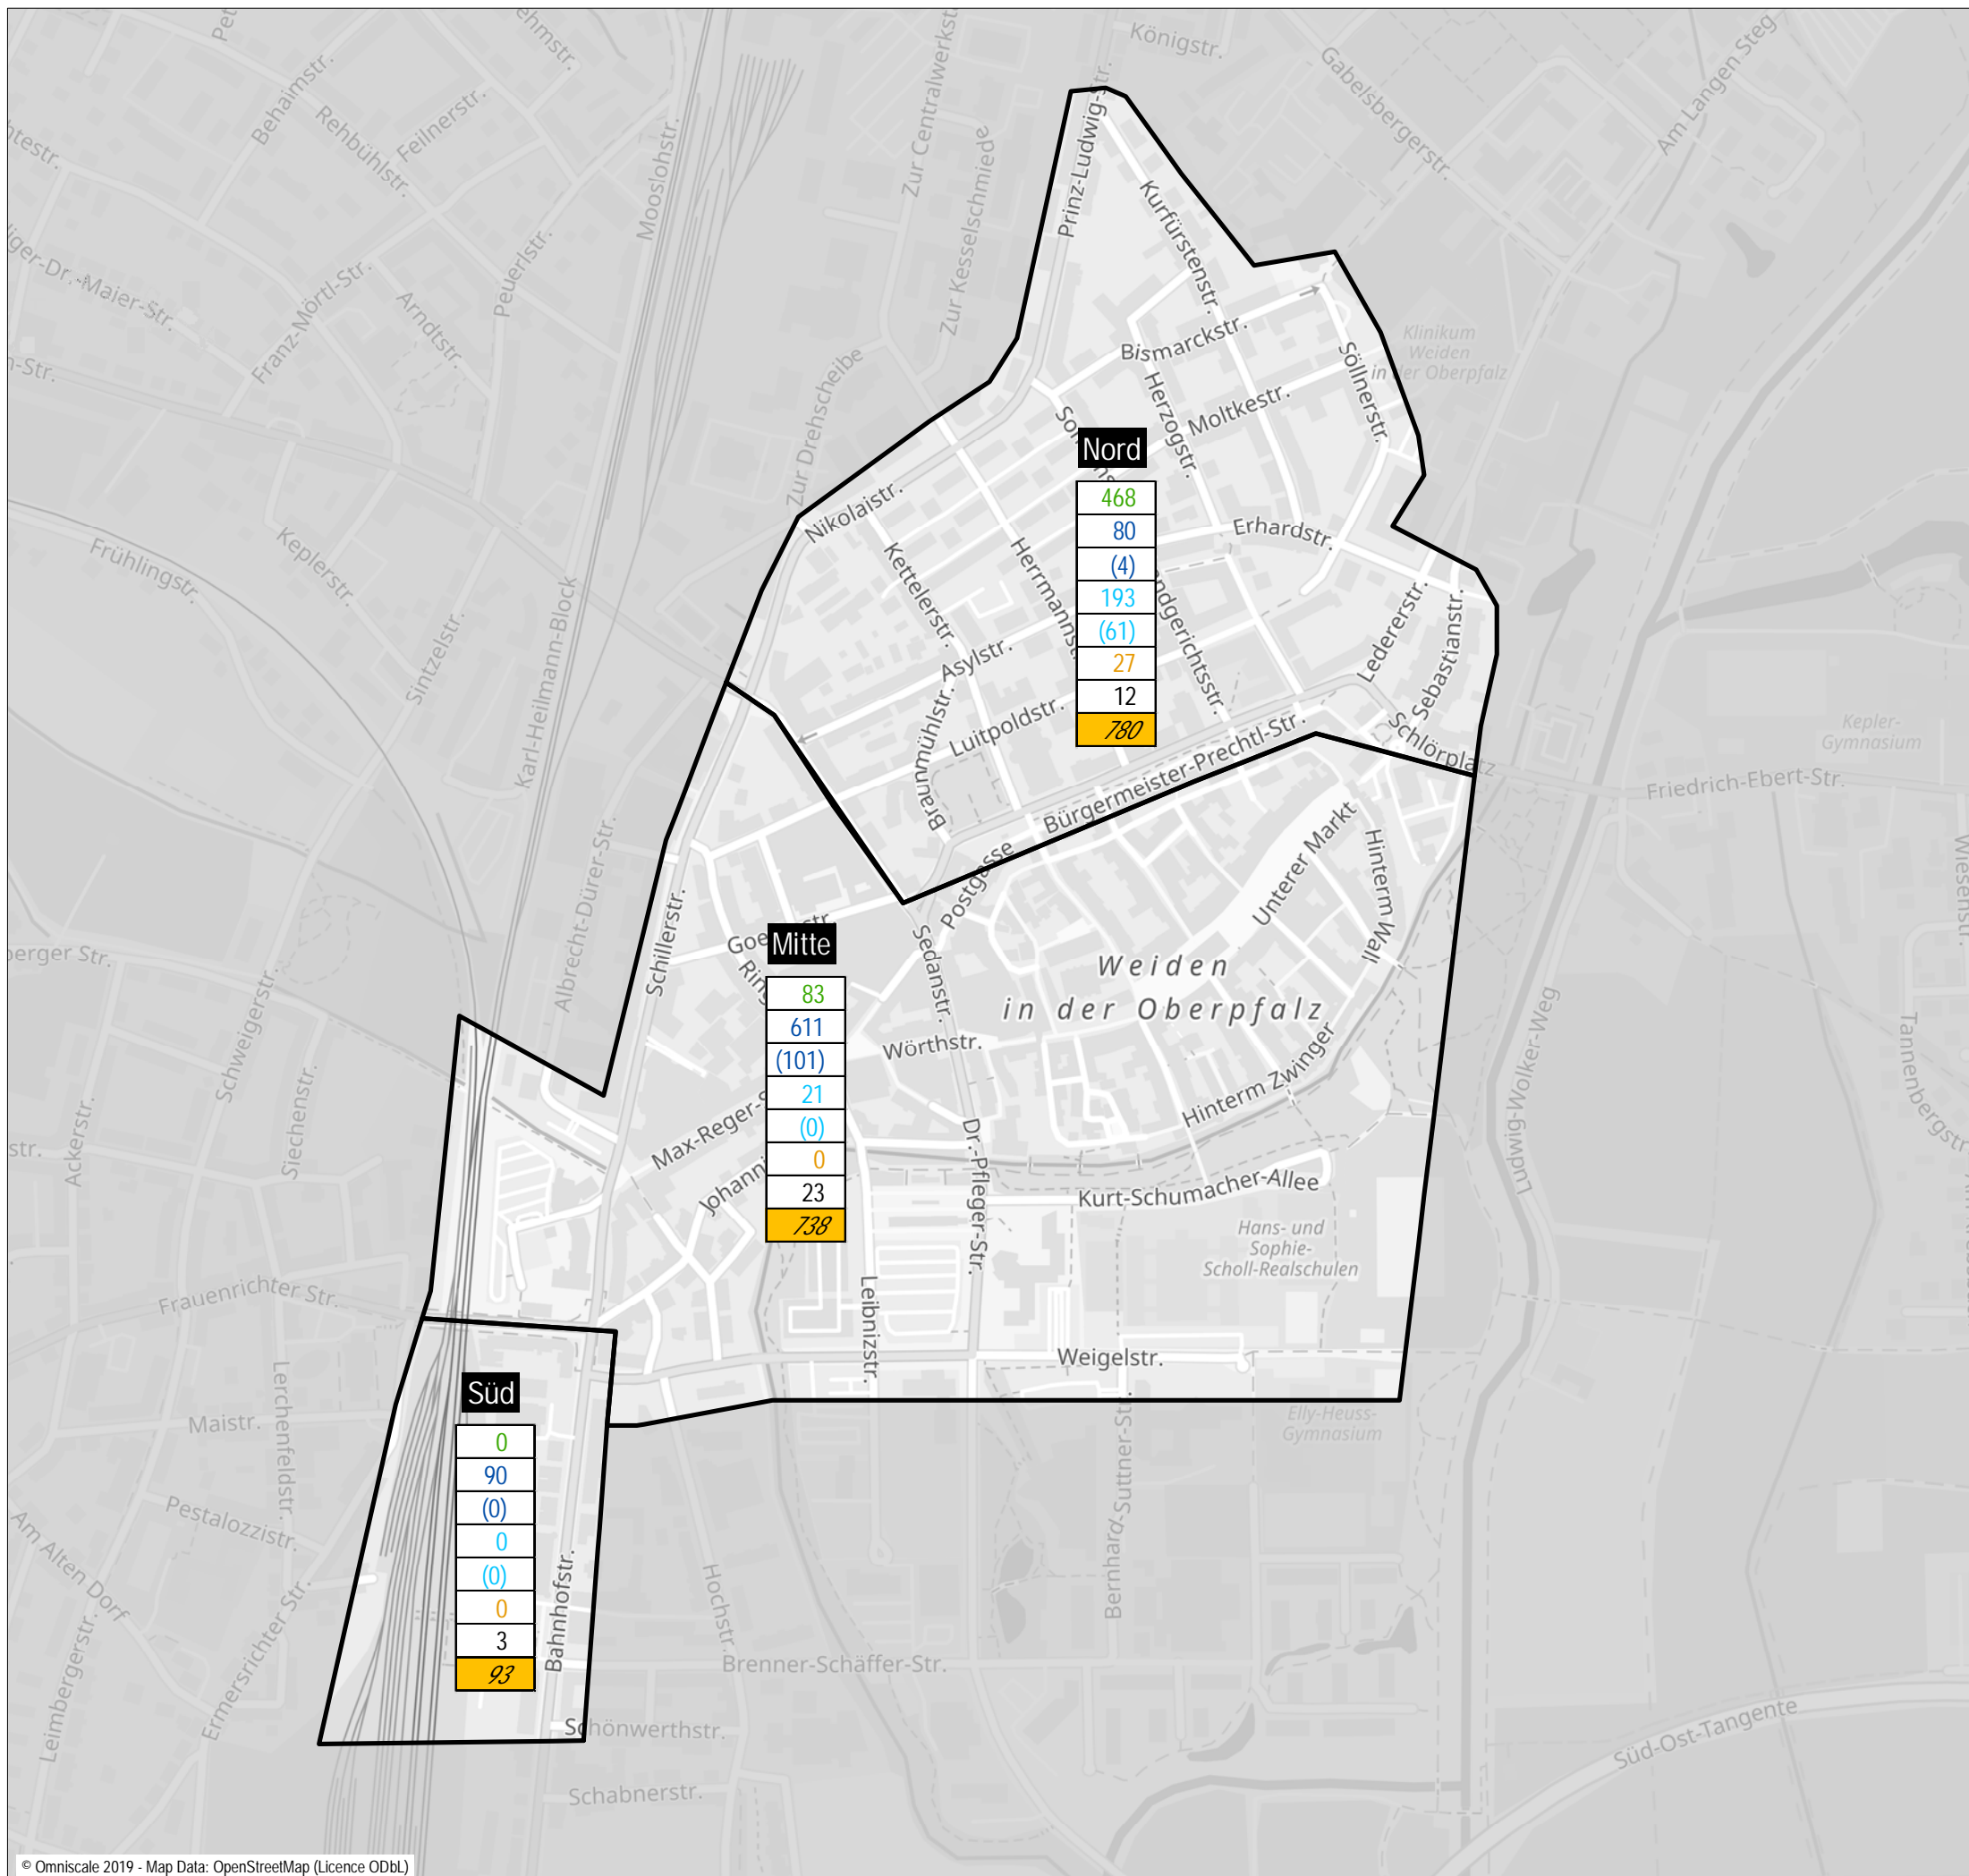 Königstr.
Gabelsbergerstr.
Am Langen Steg
Behaimstr.
Rehbühlstr.
Feilnerstr.
Mooslohstr.
Zur Kesselschmiede
Prinz-Ludwig-Str.
Kurfürstenstr.
Franz-Mörtl-Str.
Arndtstr.
Peuerlstr.
Zur Drehscheibe
Bismarckstr.
Söllnerstr.
Klinikum
Weiden
in der Oberpfalz
Herzogstr.
Moltkestr.
Nord
468
80
(4)
193
(61)
27
12
780
Nikolaistr.
Kettelerstr.
Erhardstr.
Frühlingstr.
Keplerstr.
Sintzelstr.
Karl-Heilmann-Block
Asylstr.
Luitpoldstr.
Braunmühlstr.
Ledererstr.
Sebastianstr.
Schlörplatz
Bürgermeister-Prechtl-Str.
Kepler-
Gymnasium
Friedrich-Ebert-Str.
Postgasse
Unterer Markt
Hinterm Wall
Albrecht-Dürer-Str.
Schillerstr.
Sedanstr.
Mitte
83
611
(101)
21
(0)
0
23
738
Weiden
in der Oberpfalz
Wörthstr.
Hinterm Zwinger
Ludwig-Wolker-Weg
Schweigerstr.
Siechenstr.
Ackerstr.
Dr.-Pfleger-Str.
Kurt-Schumacher-Allee
Hans- und
Sophie-
Scholl-Realschulen
Frauenrichter Str.
Leibnizstr.
Weigelstr.
Elly-Heuss-
Gymnasium
Süd
0
90
(0)
0
(0)
0
3
93
Maistr.
Lerchenfeldstr.
Pestalozzistr.
Am Alten Dorf
Leimbergerstr.
Ermersrichter Str.
Bahnhofstr.
Hochstr.
Bernhard-Suttner-Str.
Brenner-Schäffer-Str.
Schönwerthstr.
Schabnerstr.
Süd-Ost-Tangente
© Omniscale 2019 - Map Data: OpenStreetMap (Licence ODbL)